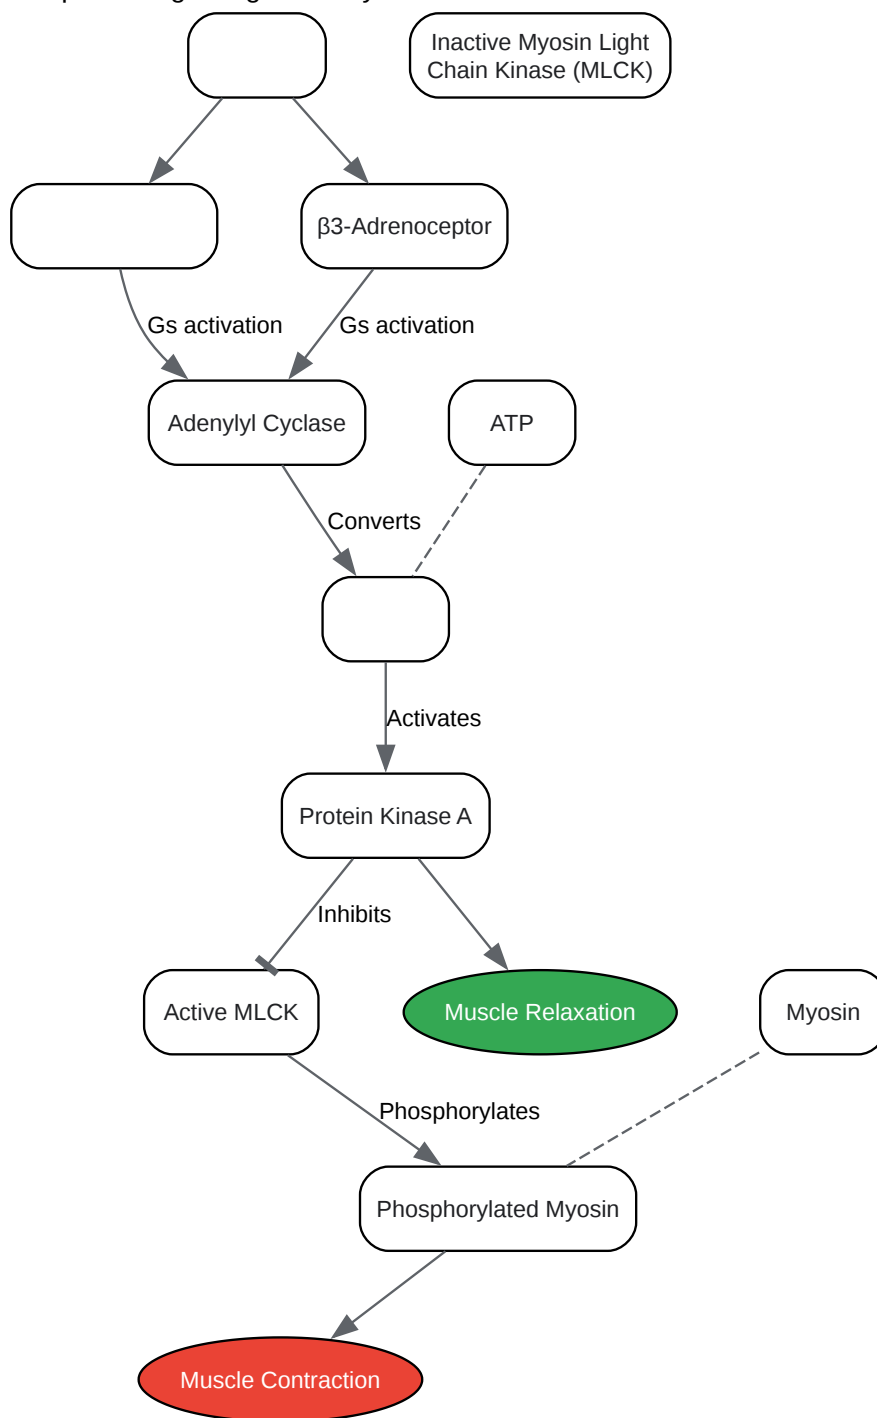 Inactive Myosin Light
Chain Kinase (MLCK)
β3-Adrenoceptor
Gs activation
Gs activation
Adenylyl Cyclase
ATP
Converts
Activates
Protein Kinase A
Inhibits
Active MLCK
Muscle Relaxation
Myosin
Phosphorylates
Phosphorylated Myosin
Muscle Contraction